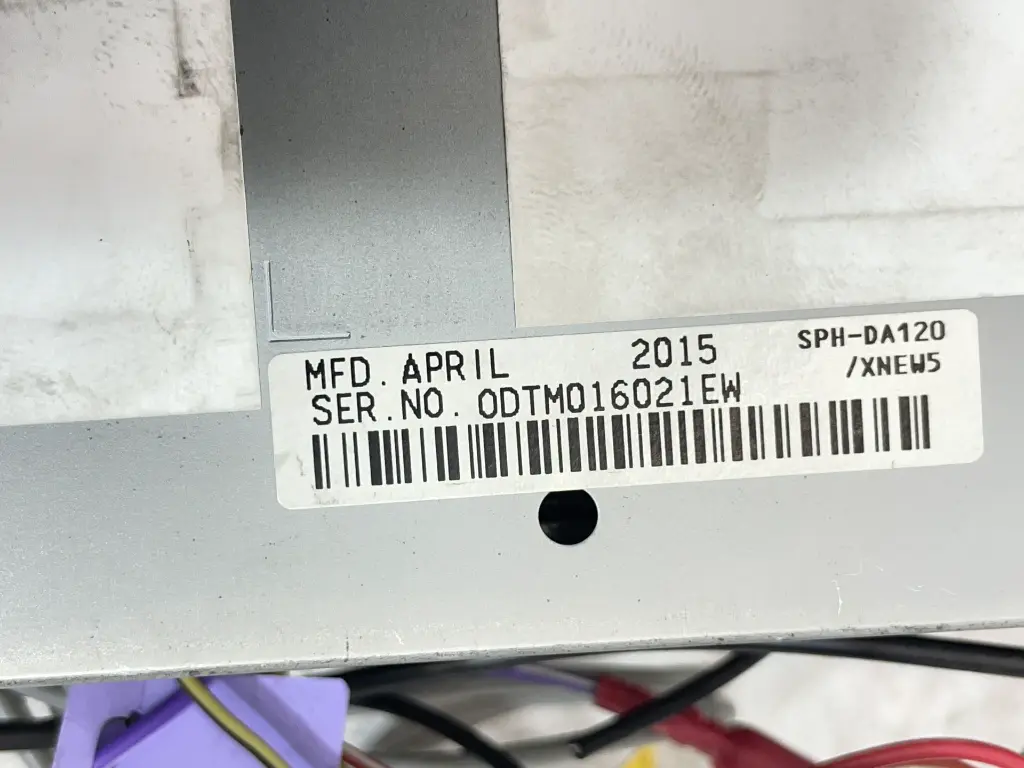 MFD. APRIL 2015 SPH-DA120
/XNEW5
SER.NO. ODTM016021EW